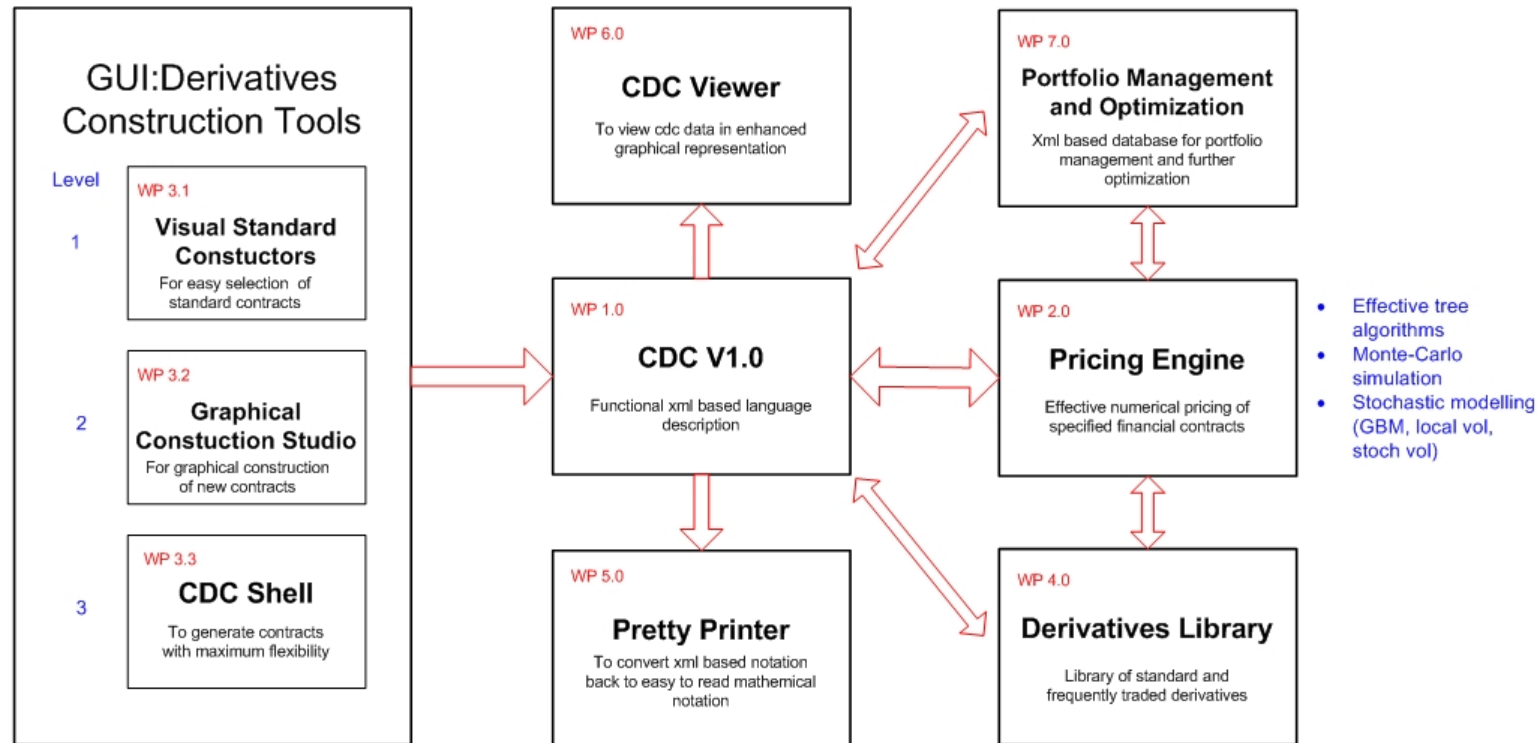 GUI:Derivatives
Construction Tools
Level
WP 3.1
Visual Standard
Constuctors
For easy selection of
standard contracts
1
WP 3.2
Graphical
Constuction Studio
For graphical construction
of new contracts
2
WP 3.3
CDC Shell
To generate contracts
with maximum flexibility
3
WP 6.0
CDC Viewer
To view cdc data in enhanced
graphical representation
WP 1.0
CDC V1.0
Functional xml based language
description
WP 5.0
Pretty Printer
To convert xml based notation
back to easy to read mathemical
notation
WP 7.0
Portfolio Management
and Optimization
Xml based database for portfolio
management and further
optimization
WP 2.0
Pricing Engine
Effective numerical pricing of
specified financial contracts
WP 4.0
Derivatives Library
Library of standard and
frequently traded derivatives
• Effective tree
algorithms
• Monte-Carlo
simulation
• Stochastic modelling
(GBM, local vol,
stoch vol)